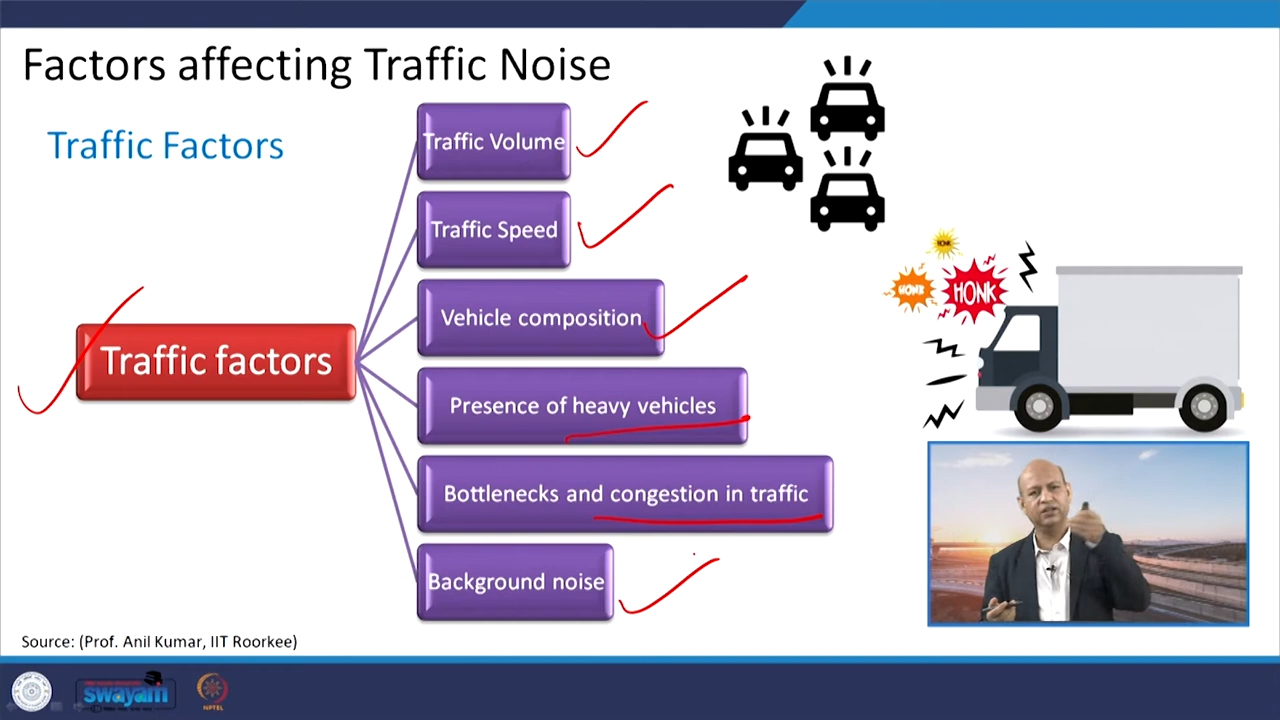 Factors affecting Traffic Noise
Traffic Factors
Traffic factors
Traffic Volume
Traffic Speed
Vehicle composition
Presence of heavy vehicles
Bottlenecks and congestion in traffic
Background noise
HONK
HONK
HONK
Source: (Prof. Anil Kumar, IIT Roorkee)
swayam
NPTEL